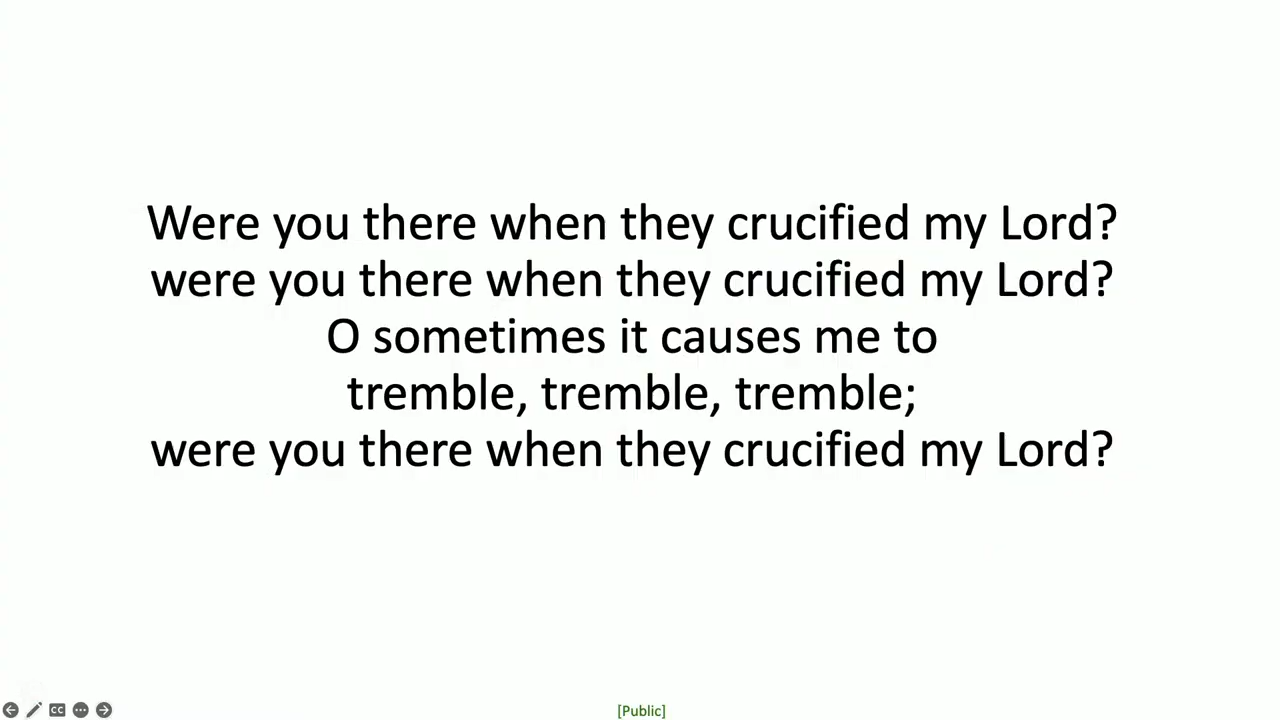 Were you there when they crucified my Lord?
were you there when they crucified my Lord?
O sometimes it causes me to
tremble, tremble, tremble;
were you there when they crucified my Lord?
CC
[Public]